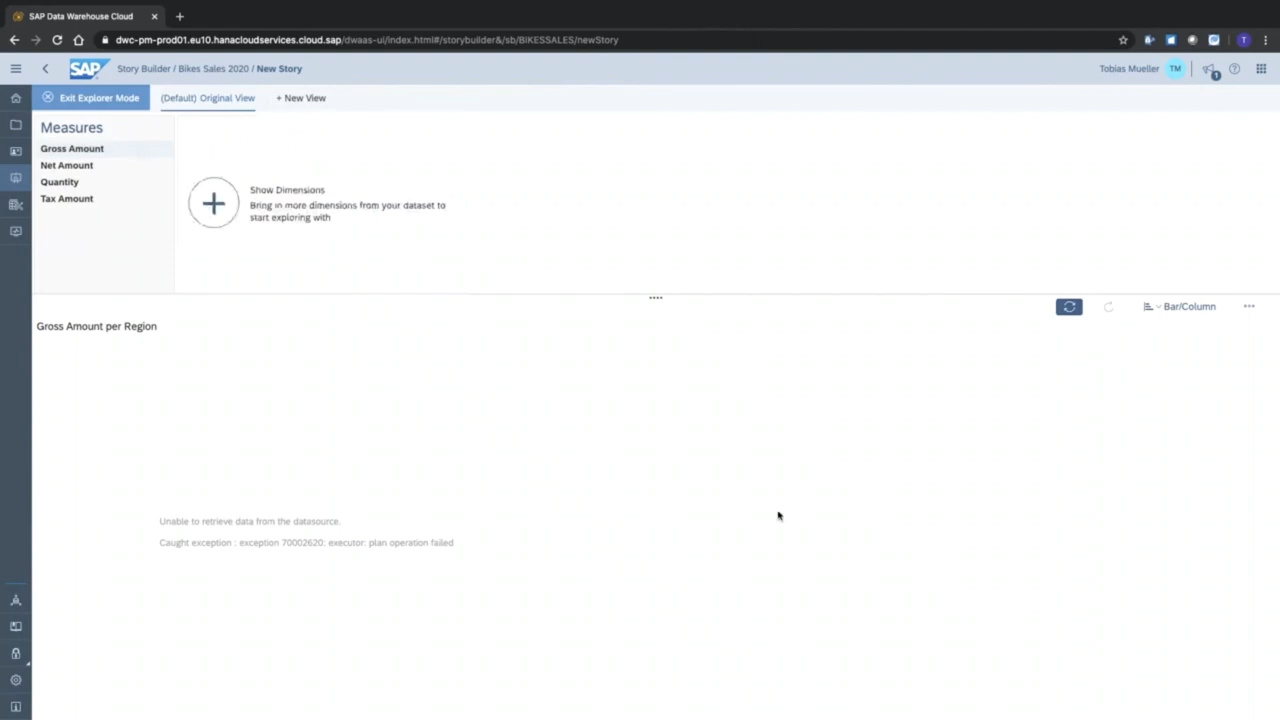 SAP Data Warehouse Cloud
dwc-pm-prod01.eu10.hanacloudservices.cloud.sap/dwaas-ui/index.html#/storybuilder&/sb/BIKESSALES/newStory
T
SAP
Story Builder / Bikes Sales 2020 / New Story
Tobias Mueller TM
1
Exit Explorer Mode
(Default) Original View
+ New View
Measures
Gross Amount
Net Amount
Quantity
Tax Amount
Show Dimensions
Bring in more dimensions from your dataset to
start exploring with
Bar/Column
Gross Amount per Region
Unable to retrieve data from the datasource.
Caught exception : exception 70002620: executor: plan operation failed